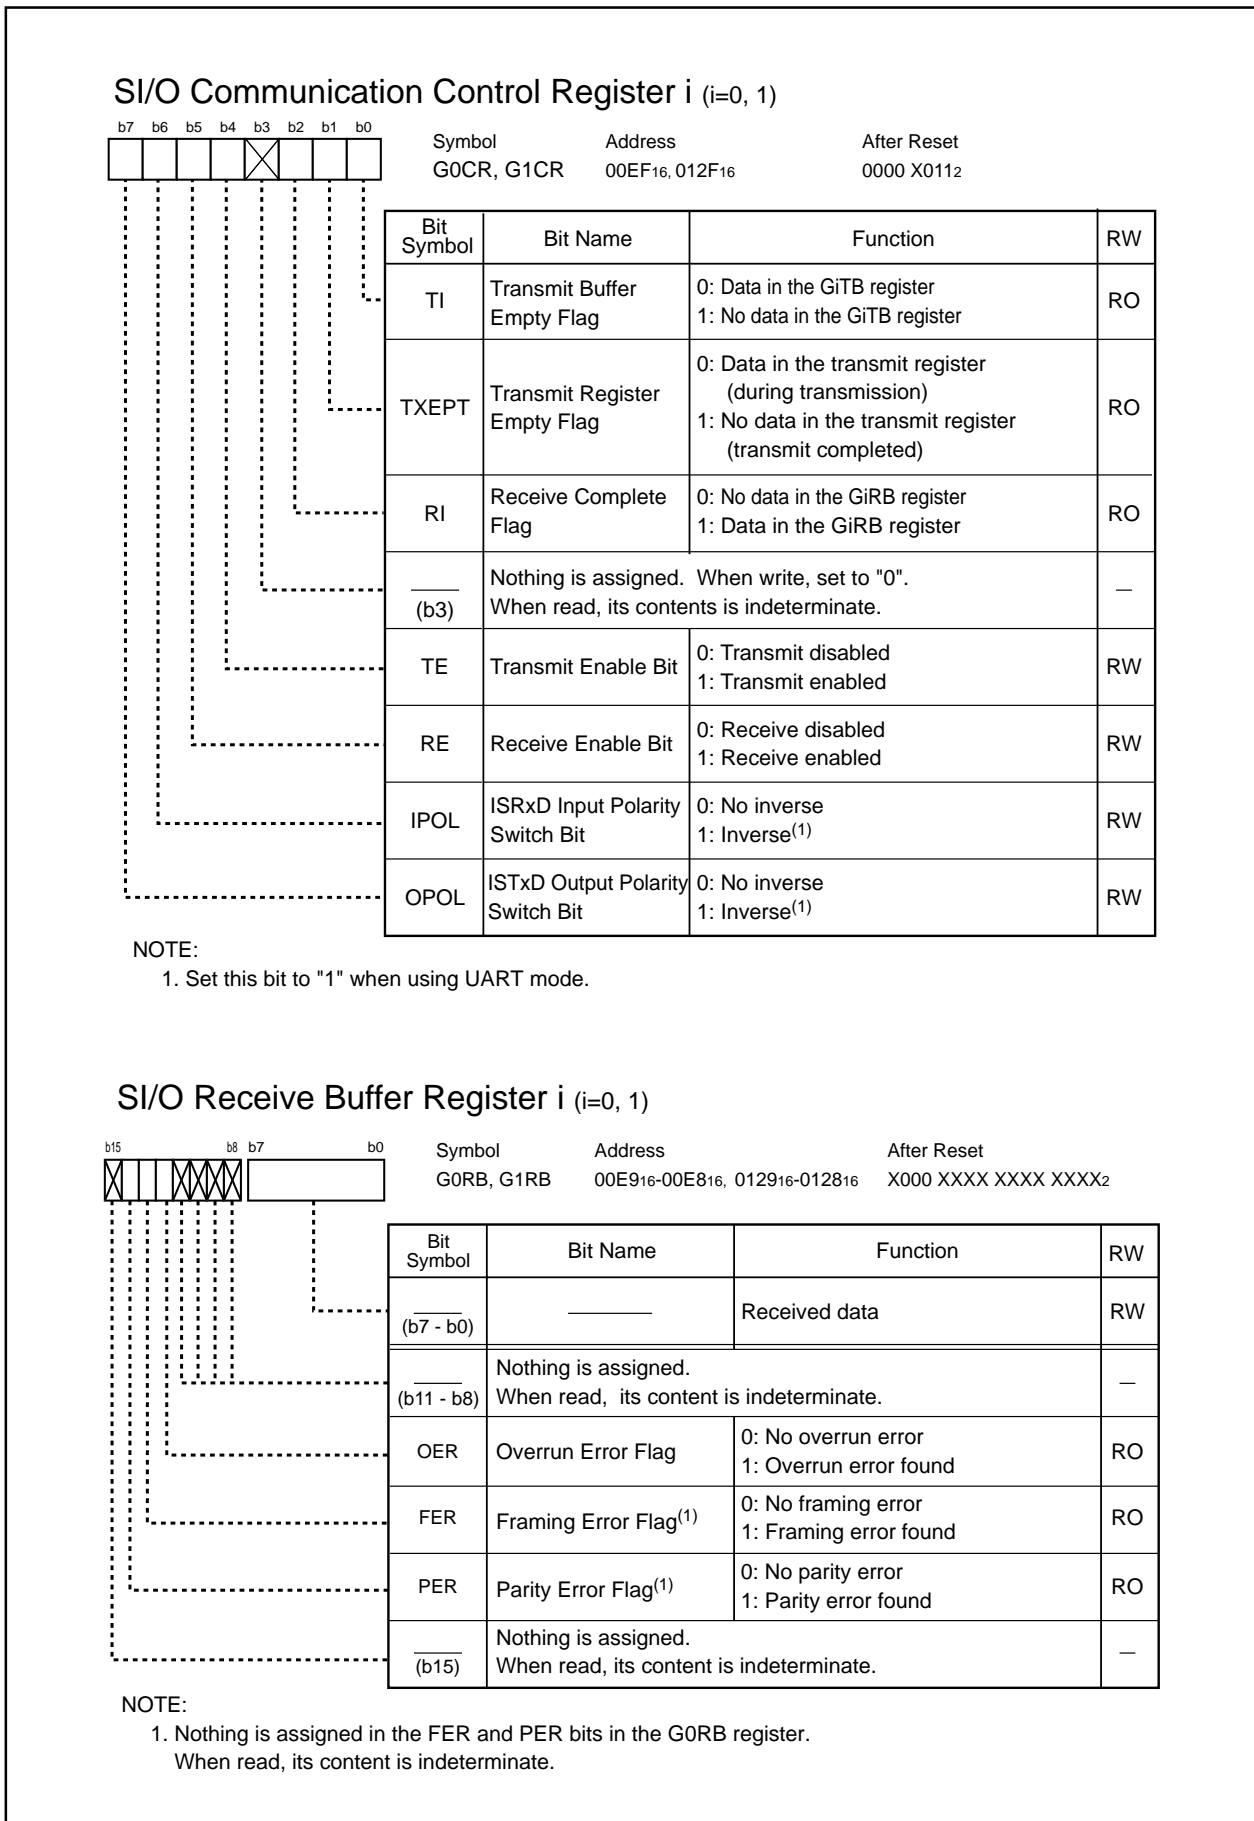 SI/O Communication Control Register i (i=0, 1)
b7 b6 b5 b4 b3 b2 b1 b0
Symbol Address After Reset
G0CR, G1CR 00EF16, 012F16 0000 X0112
Bit Symbol Bit Name Function RW
TI Transmit Buffer Empty Flag 0: Data in the GiTB register
1: No data in the GiTB register RO
TXEPT Transmit Register Empty Flag 0: Data in the transmit register
(during transmission)
1: No data in the transmit register
(transmit completed) RO
RI Receive Complete Flag 0: No data in the GiRB register
1: Data in the GiRB register RO
(b3) Nothing is assigned. When write, set to "0".
When read, its contents is indeterminate. —
TE Transmit Enable Bit 0: Transmit disabled
1: Transmit enabled RW
RE Receive Enable Bit 0: Receive disabled
1: Receive enabled RW
IPOL ISRxD Input Polarity Switch Bit 0: No inverse
1: Inverse(1) RW
OPOL ISTxD Output Polarity Switch Bit 0: No inverse
1: Inverse(1) RW
NOTE:
1. Set this bit to "1" when using UART mode.
SI/O Receive Buffer Register i (i=0, 1)
b15 b8 b7 b0
Symbol Address After Reset
G0RB, G1RB 00E916-00E816, 012916-012816 X000 XXXX XXXX XXXX2
Bit Symbol Bit Name Function RW
(b7 - b0) Received data RW
(b11 - b8) Nothing is assigned.
When read, its content is indeterminate. —
OER Overrun Error Flag 0: No overrun error
1: Overrun error found RO
FER Framing Error Flag(1) 0: No framing error
1: Framing error found RO
PER Parity Error Flag(1) 0: No parity error
1: Parity error found RO
(b15) Nothing is assigned.
When read, its content is indeterminate. —
NOTE:
1. Nothing is assigned in the FER and PER bits in the G0RB register.
When read, its content is indeterminate.